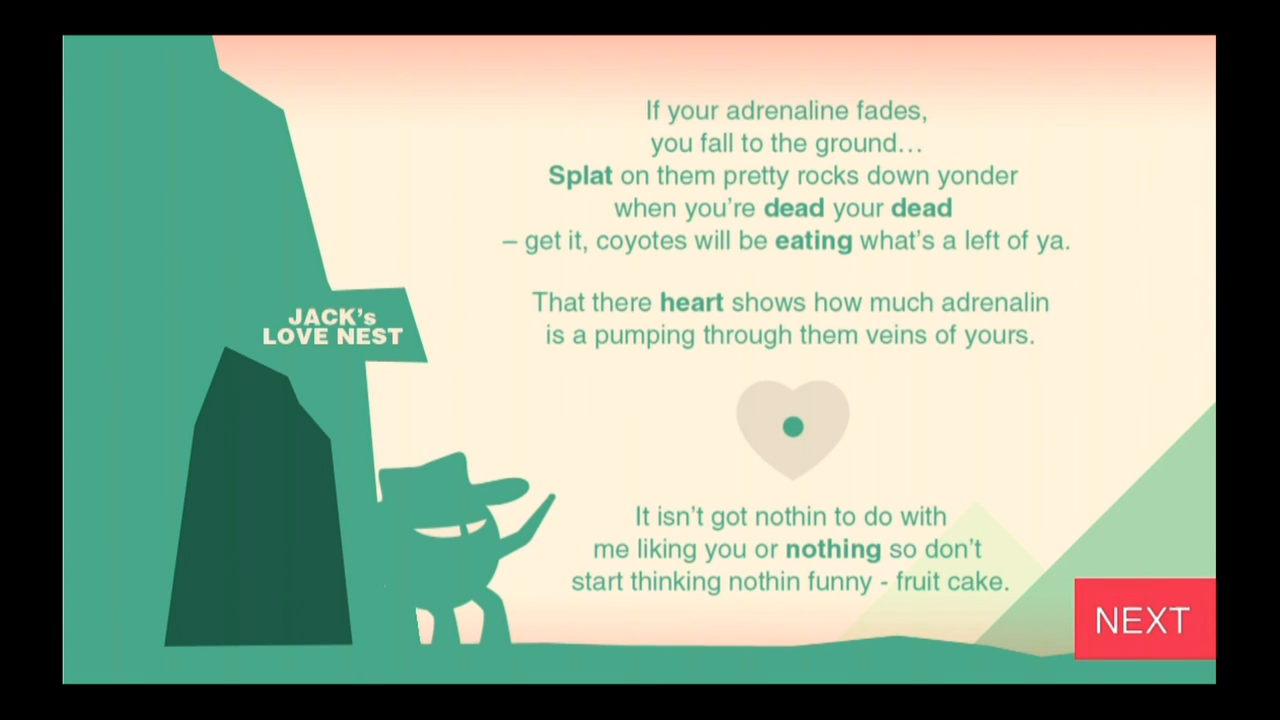 If your adrenaline fades,
you fall to the ground…
Splat on them pretty rocks down yonder
when you’re dead your dead
– get it, coyotes will be eating what’s a left of ya.
That there heart shows how much adrenalin
is a pumping through them veins of yours.
JACK’s
LOVE NEST
It isn’t got nothin to do with
me liking you or nothing so don’t
start thinking nothin funny - fruit cake.
NEXT